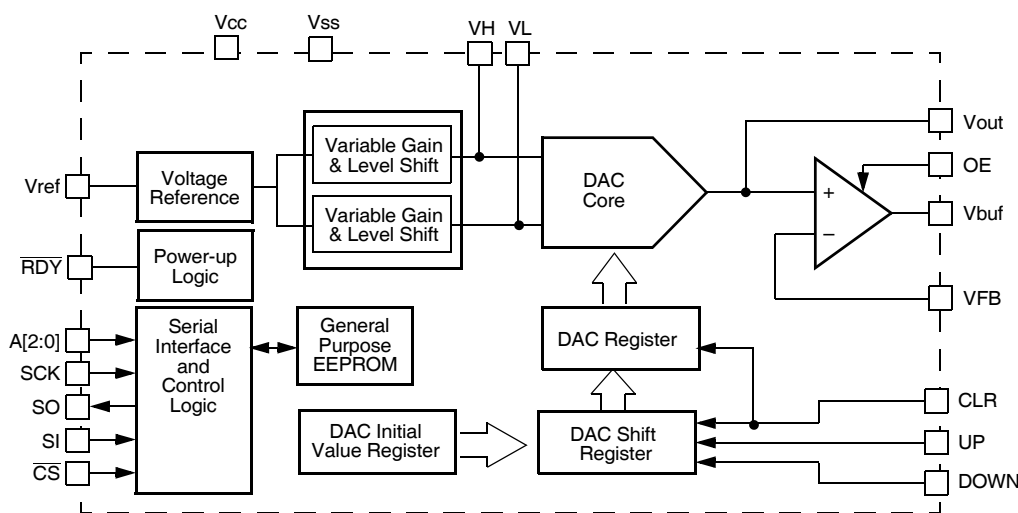 Vcc
Vss
VH
VL
Vref
Voltage
Reference
Variable Gain
& Level Shift
Variable Gain
& Level Shift
DAC
Core
Vout
OE
+
Vbuf
−
VFB
R̅D̅Y̅
Power-up
Logic
A[2:0]
SCK
SO
SI
C̅S̅
Serial
Interface
and
Control
Logic
General
Purpose
EEPROM
DAC Register
DAC Initial
Value Register
DAC Shift
Register
CLR
UP
DOWN